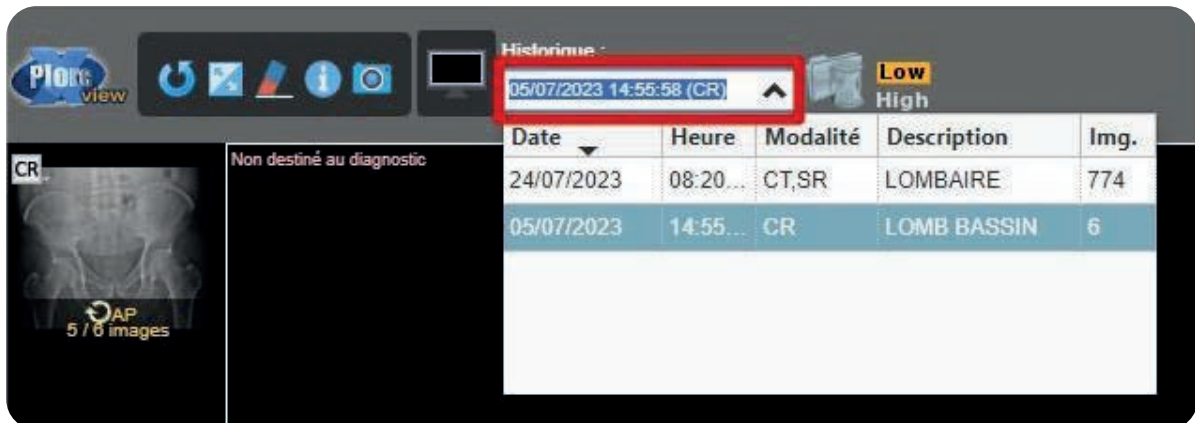 PIORC
view
Historique :
05/07/2023 14:55:58 (CR)
Low
High
Date Heure Modalité Description Img.
24/07/2023 08:20... CT,SR LOMBAIRE 774
05/07/2023 14:55... CR LOMB BASSIN 6
CR
Non destiné au diagnostic
AP
5 / 6 images